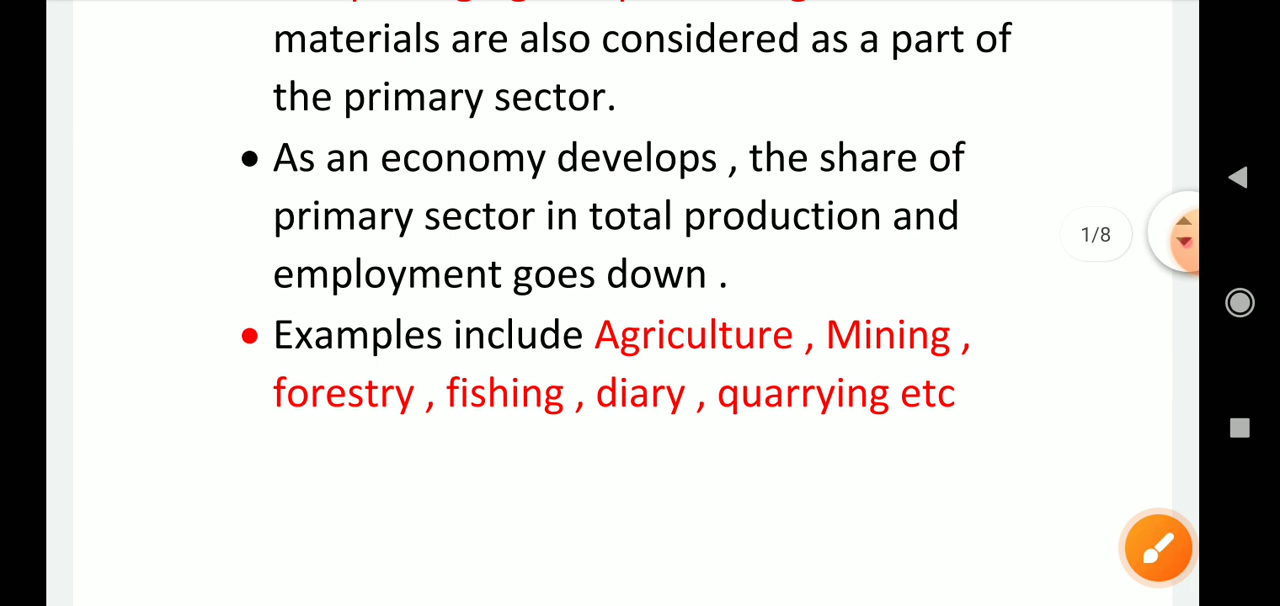 materials are also considered as a part of
the primary sector.
• As an economy develops , the share of
primary sector in total production and
employment goes down .
• Examples include Agriculture , Mining ,
forestry , fishing , diary , quarrying etc
1/8